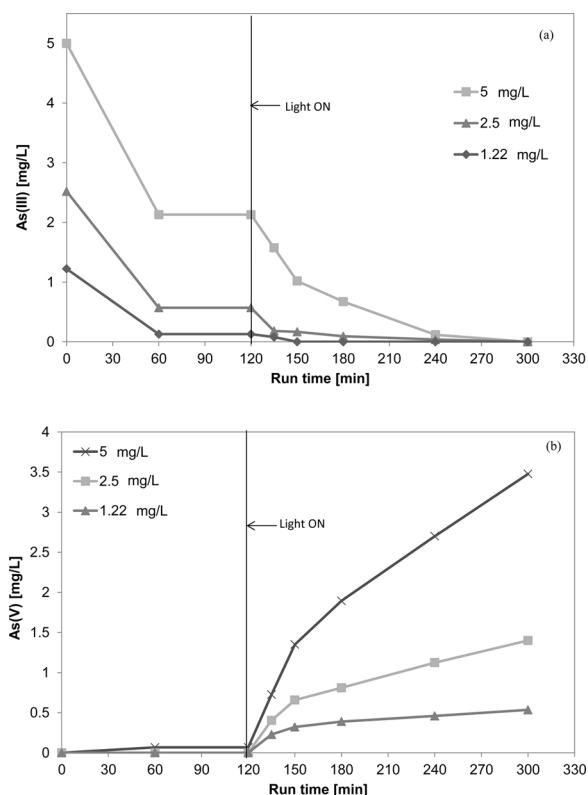 (a)
5
4
3
2
1
0
As(III) [mg/L]
Light ON
5 mg/L
2.5 mg/L
1.22 mg/L
0 30 60 90 120 150 180 210 240 270 300 330
Run time [min]
(b)
4
3.5
3
2.5
2
1.5
1
0.5
0
As(V) [mg/L]
5 mg/L
2.5 mg/L
1.22 mg/L
Light ON
0 30 60 90 120 150 180 210 240 270 300 330
Run time [min]